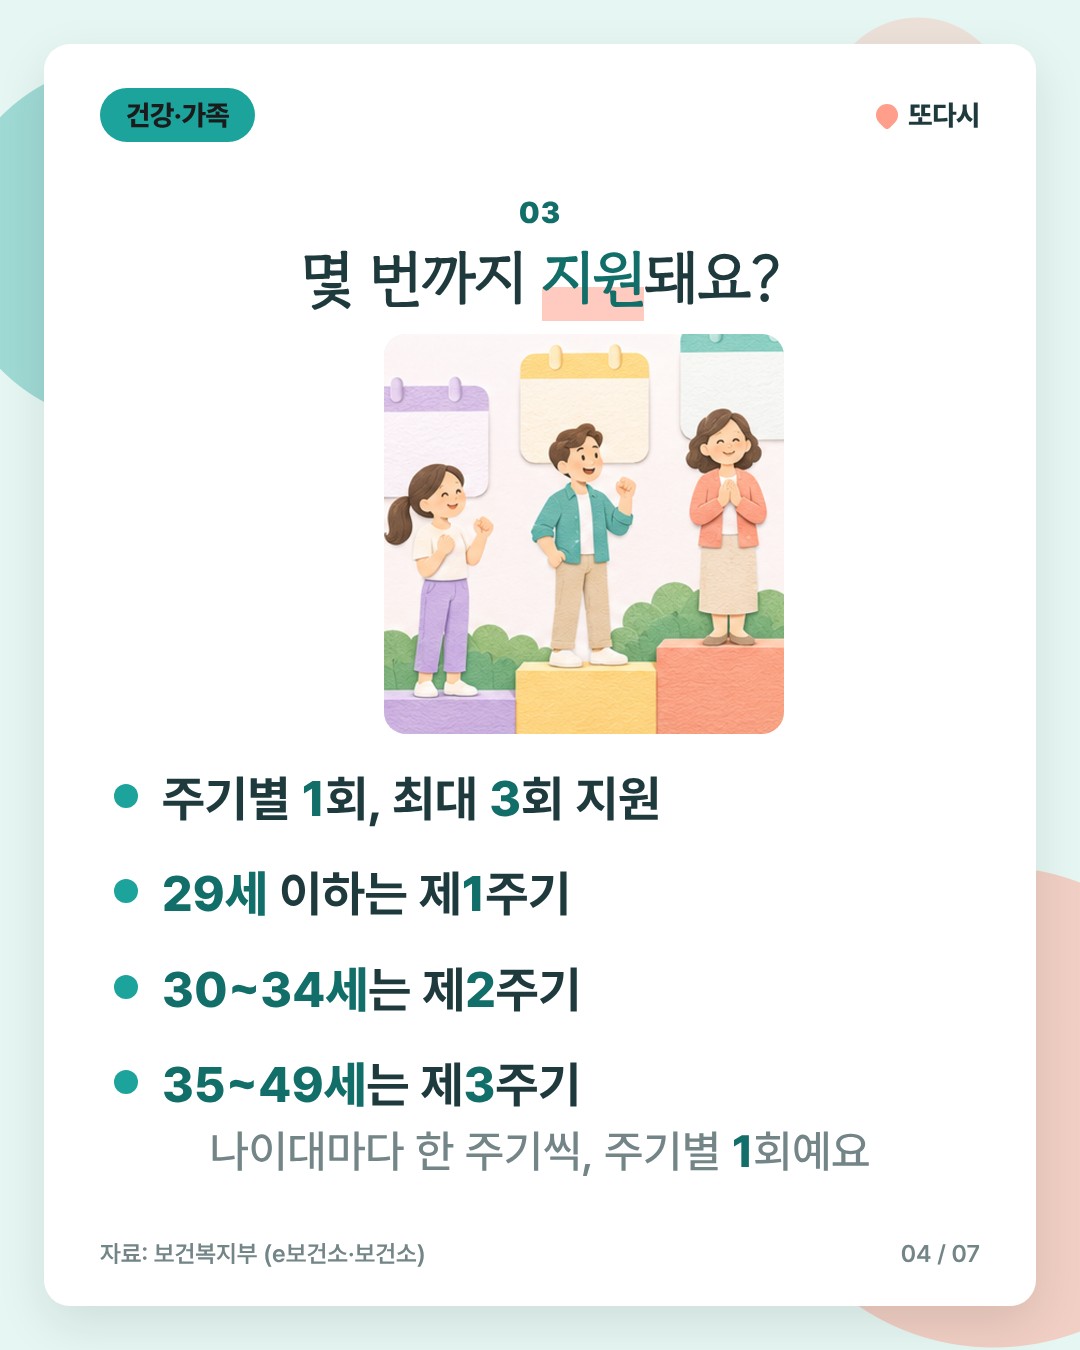 건강·가족
또다시
03
몇 번까지 지원돼요?
주기별 1회, 최대 3회 지원
29세 이하는 제1주기
30~34세는 제2주기
35~49세는 제3주기
나이대마다 한 주기씩, 주기별 1회예요
자료: 보건복지부 (e보건소·보건소)
04 / 07